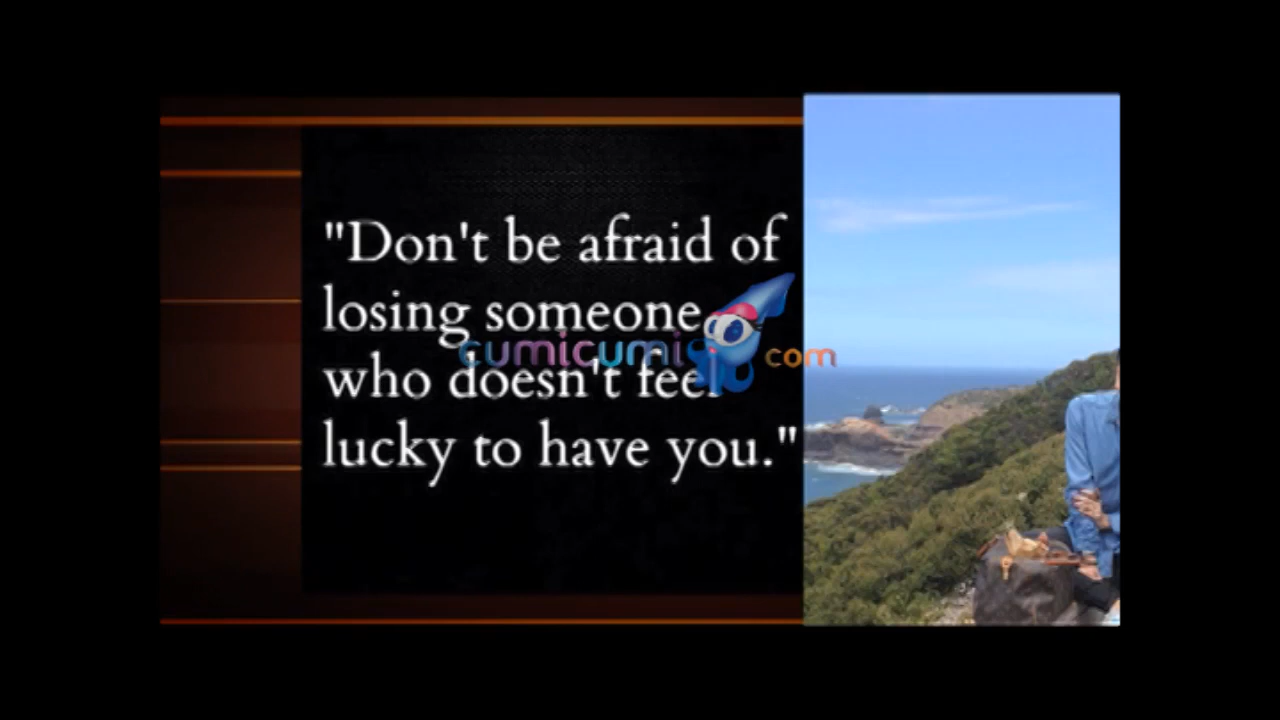 "Don't be afraid of
losing someone
who doesn't feel
lucky to have you."
cumicumi com